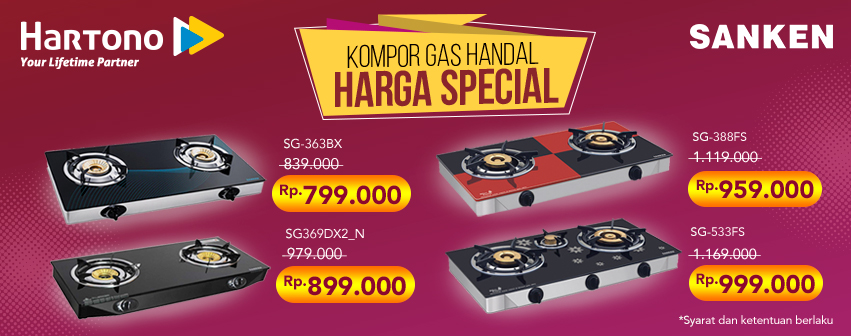 HARTONO
Your Lifetime Partner
KOMPOR GAS HANDAL
HARGA SPECIAL
SANKEN
SG-363BX
839.000
Rp.799.000
SG-388FS
1.119.000
Rp.959.000
SG369DX2_N
979.000
Rp.899.000
SG-533FS
1.169.000
Rp.999.000
*Syarat dan ketentuan berlaku